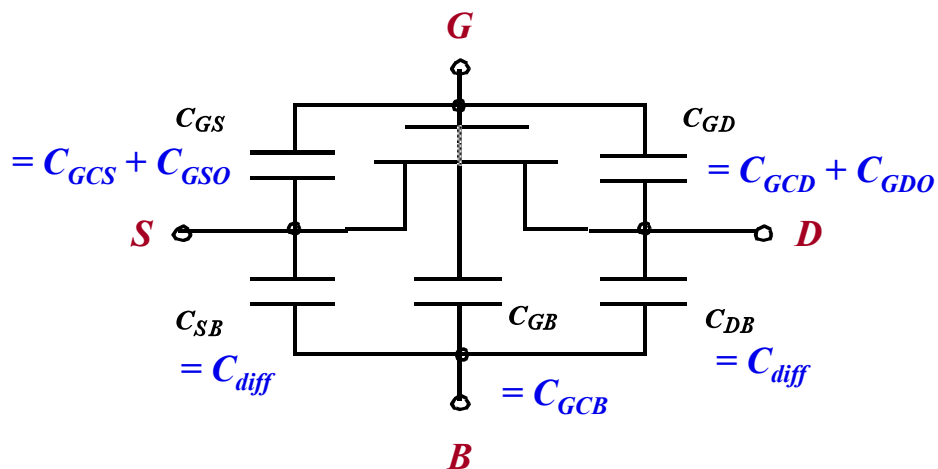 G
C_GS
C_GD
= C_GCS + C_GSO
= C_GCD + C_GDO
S
D
C_SB
C_GB
C_DB
= C_diff
= C_diff
= C_GCB
B